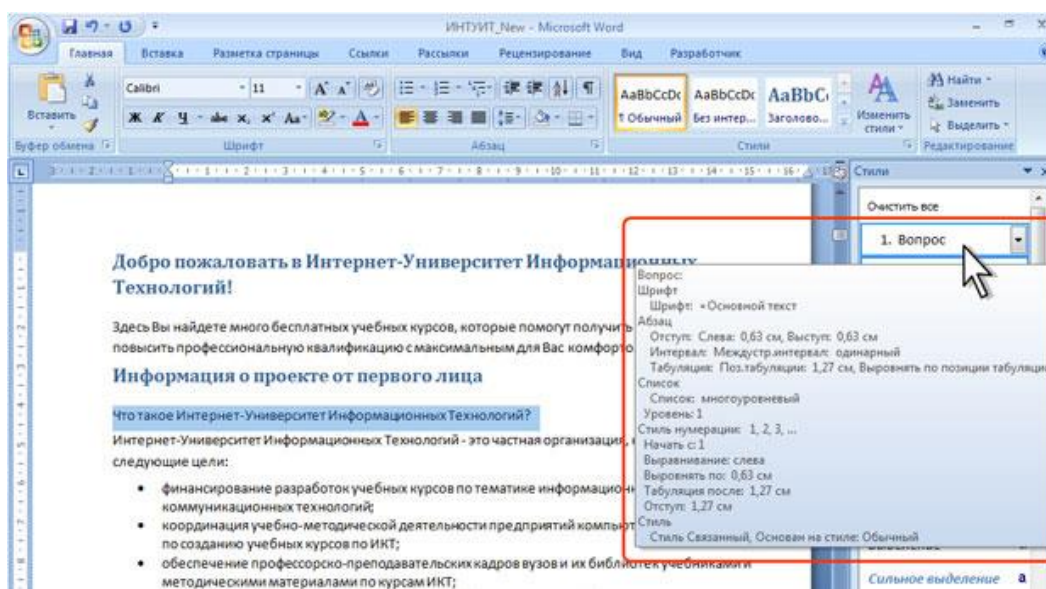 ИНТУИТ_New - Microsoft Word
Главная Вставка Разметка страницы Ссылки Рассылки Рецензирование Вид Разработчик
Calibri 11
Вставить
Ж К Ч abc x, x² Aa
AaBbCcDc AaBbCcDc AaBbC
¶ Обычный Без интер... Заголово...
Изменить стили
Найти
Заменить
Выделить
Буфер обмена Шрифт Абзац Стили Редактирование
Стили
Очистить все
1. Вопрос
Добро пожаловать в Интернет-Университет Информационных
Технологий!
Здесь Вы найдете много бесплатных учебных курсов, которые помогут получить
повысить профессиональную квалификацию с максимальным для Вас комфорто
Информация о проекте от первого лица
Что такое Интернет-Университет Информационных Технологий?
Интернет-Университет Информационных Технологий - это частная организация,
следующие цели:
• финансирование разработок учебных курсов по тематике информацион
коммуникационных технологий;
• координация учебно-методической деятельности предприятий компьют
по созданию учебных курсов по ИКТ;
• обеспечение профессорско-преподавательских кадров вузов и их библиотек учебниками и
методическими материалами по курсам ИКТ;
Вопрос:
Шрифт
Шрифт: +Основной текст
Абзац
Отступ: Слева: 0,63 см, Выступ: 0,63 см
Интервал: Междустр.интервал: одинарный
Табуляция: Поз.табуляции: 1,27 см, Выровнять по позиции табуляци
Список
Список: многоуровневый
Уровень: 1
Стиль нумерации: 1, 2, 3, ...
Начать с: 1
Выравнивание: слева
Выровнять по: 0,63 см
Табуляция после: 1,27 см
Отступ: 1,27 см
Стиль
Стиль Связанный, Основан на стиле: Обычный
Сильное выделение a